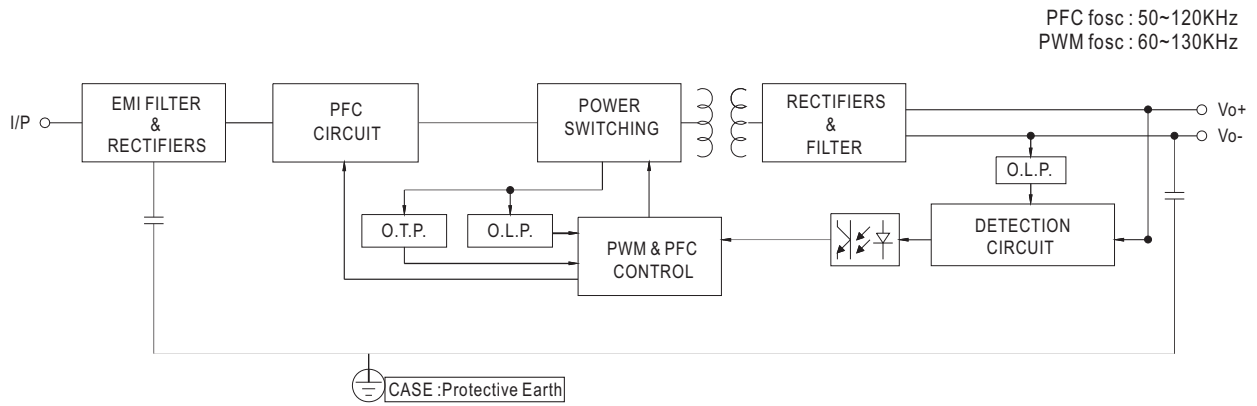 PFC fosc : 50~120KHz
PWM fosc : 60~130KHz
I/P
EMI FILTER
&
RECTIFIERS
PFC
CIRCUIT
POWER
SWITCHING
RECTIFIERS
&
FILTER
Vo+
Vo-
O.L.P.
O.T.P.
O.L.P.
PWM & PFC
CONTROL
DETECTION
CIRCUIT
CASE :Protective Earth